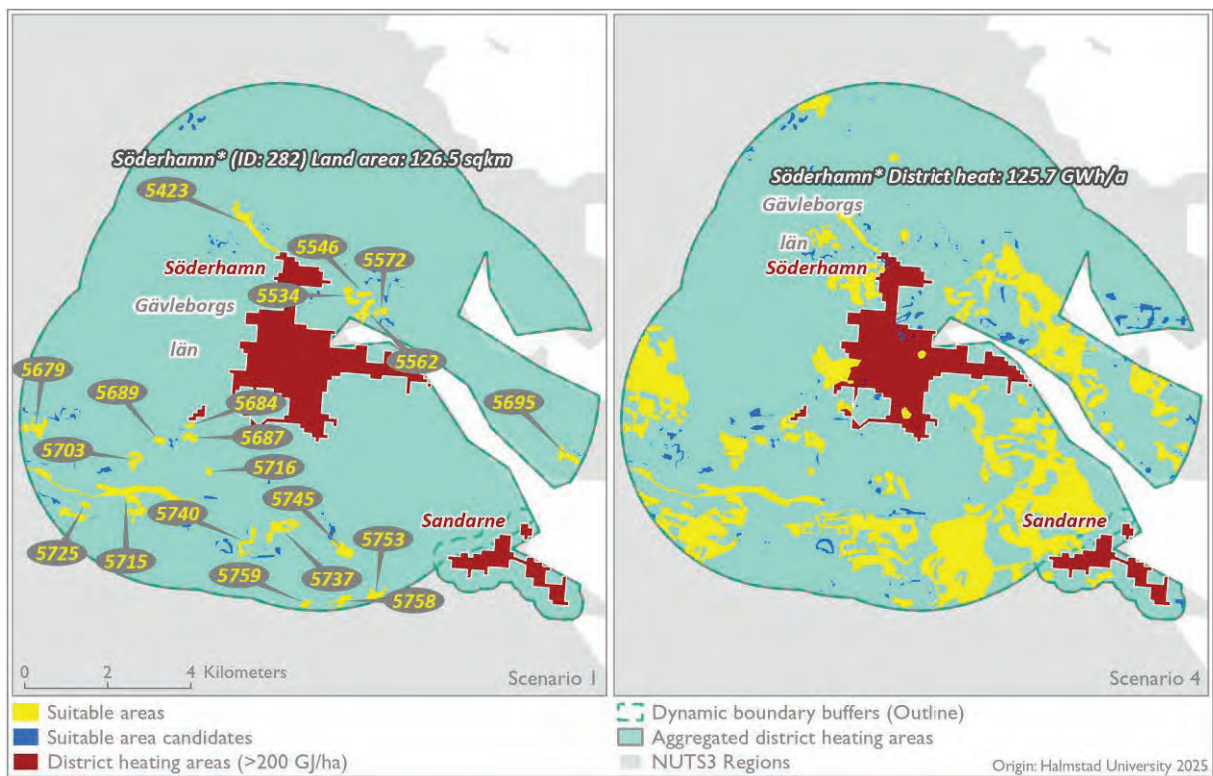 Söderhamn* (ID: 282) Land area: 126.5 sqkm
5423
5546
5572
Söderhamn
5534
Gävleborgs
län
5562
5679
5689
5684
5695
5687
5703
5716
5745
5740
Sandarne
5753
5725
5715
5759
5737
5758
0 2 4 Kilometers
Scenario 1
Söderhamn* District heat: 125.7 GWh/a
Gävleborgs
län
Söderhamn
Sandarne
Scenario 4
Suitable areas
Suitable area candidates
District heating areas (>200 GJ/ha)
Dynamic boundary buffers (Outline)
Aggregated district heating areas
NUTS3 Regions
Origin: Halmstad University 2025